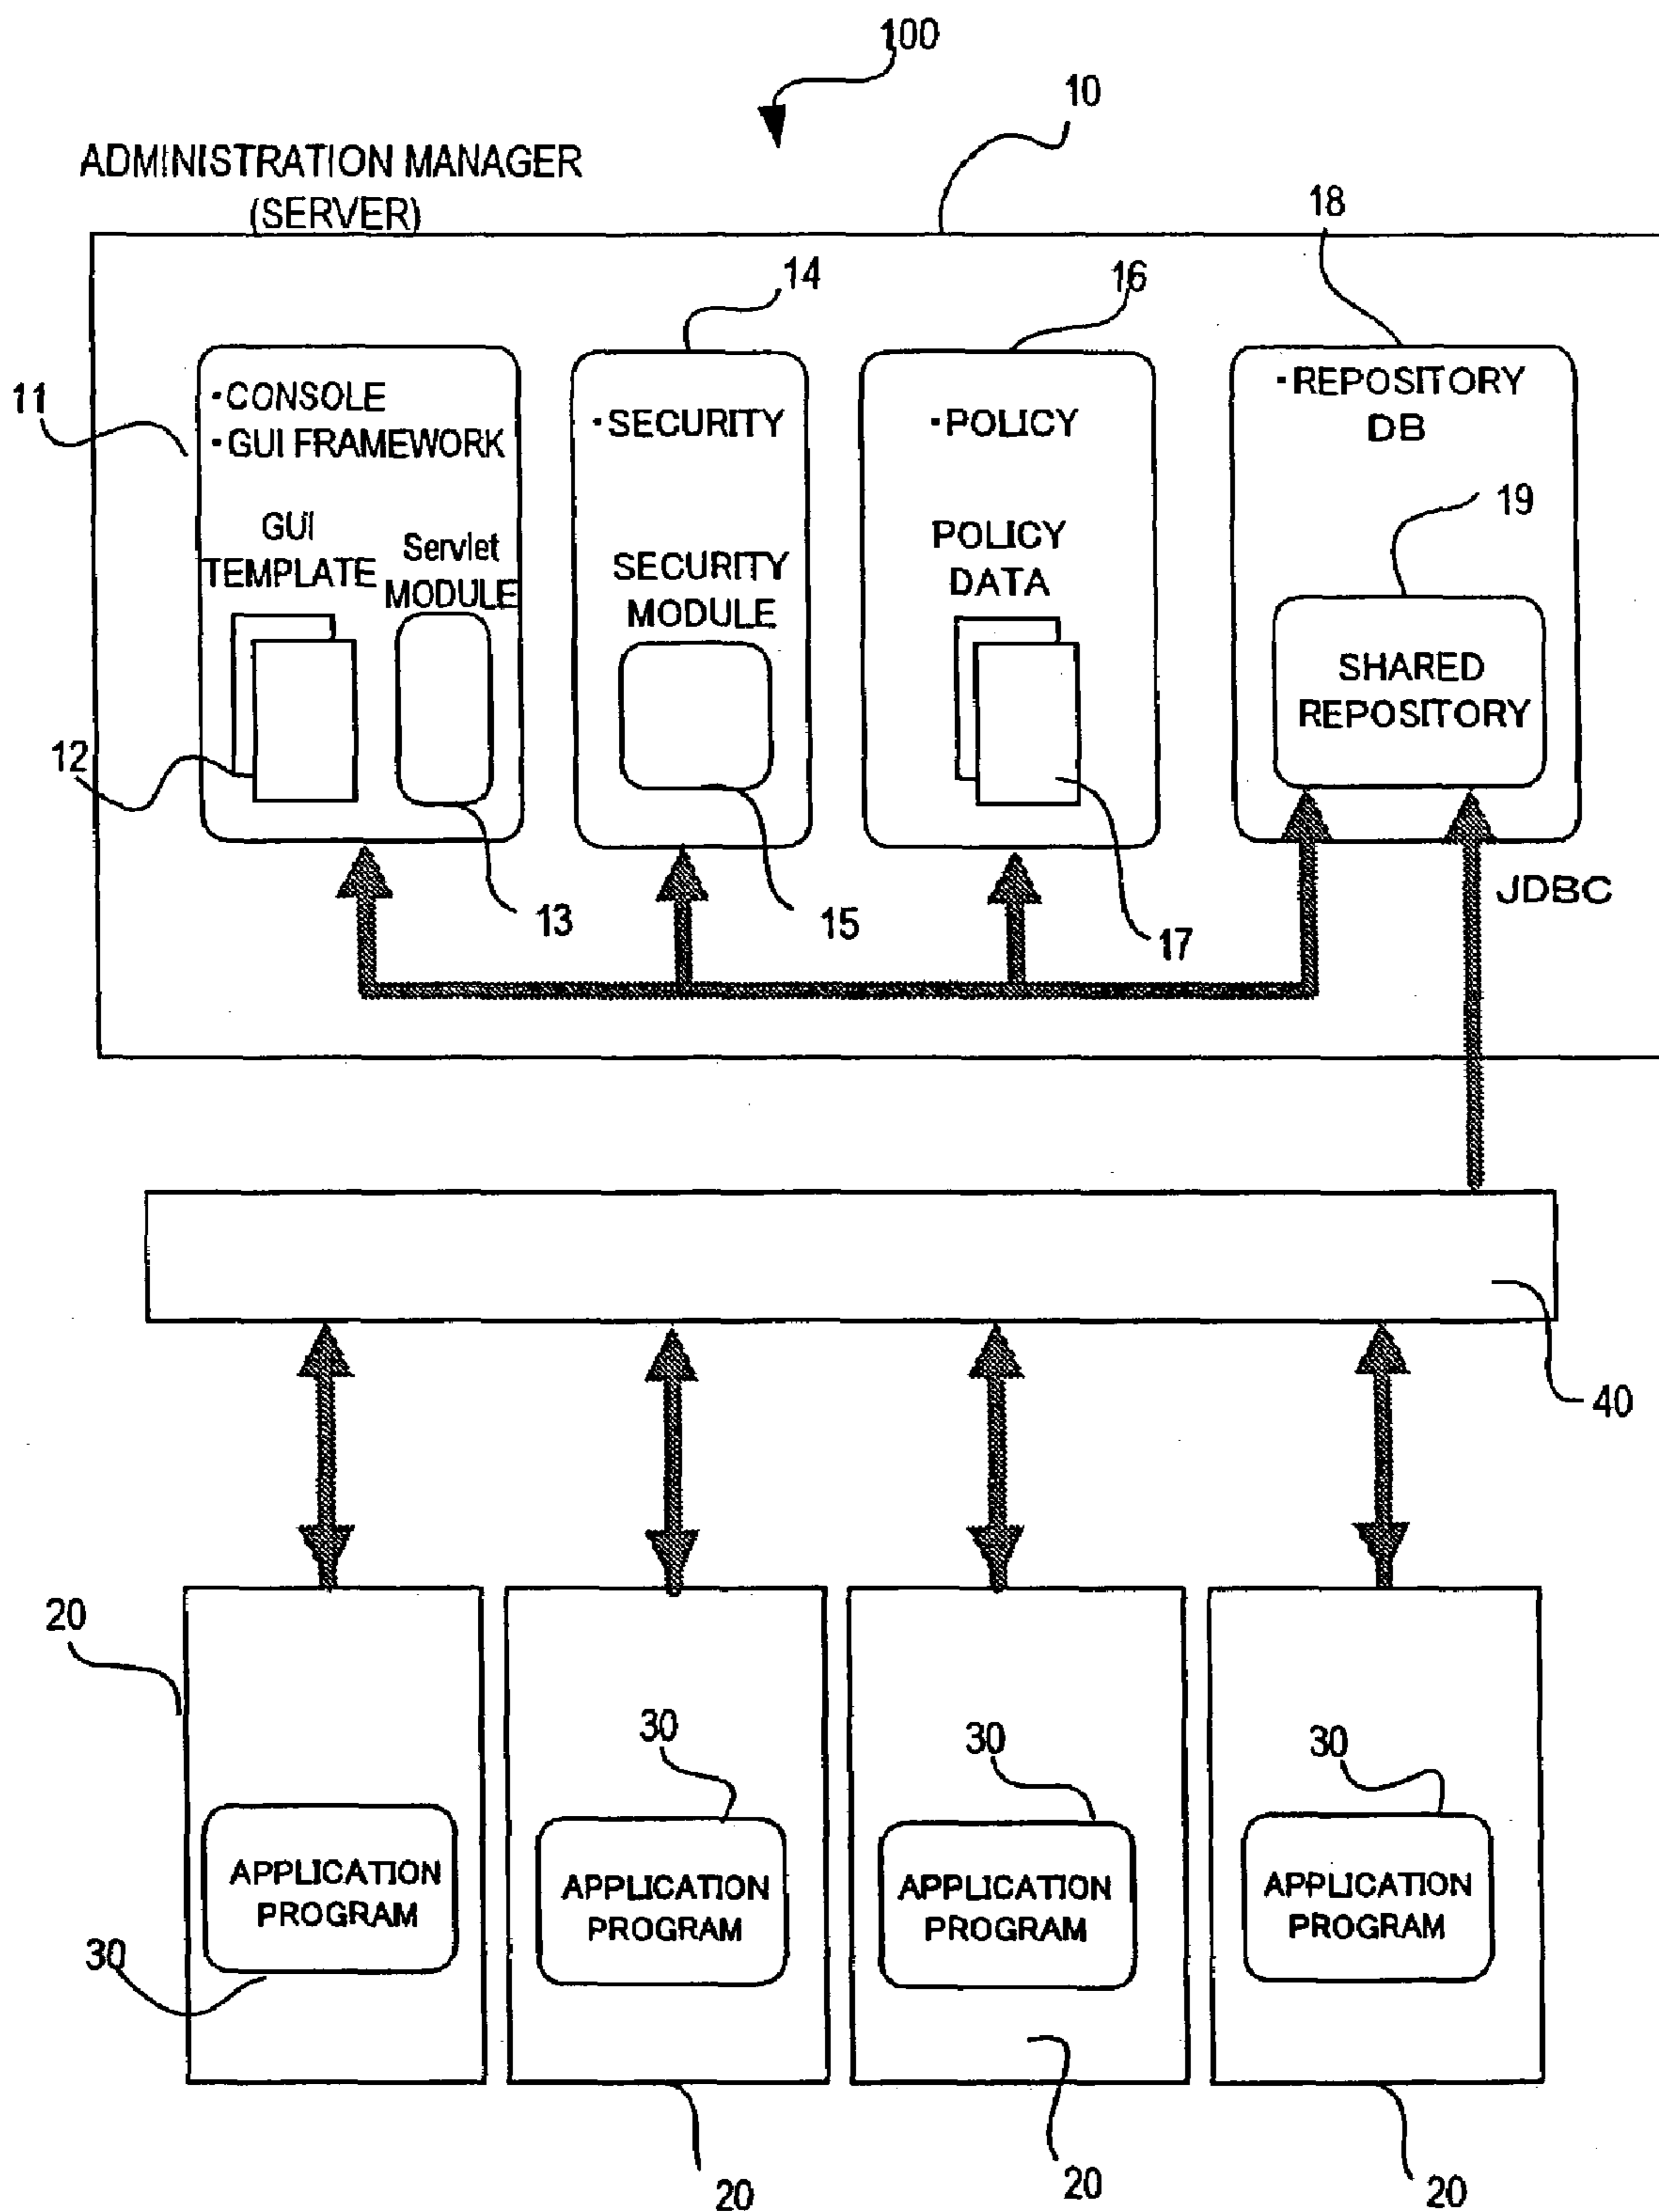 100
10
ADMINISTRATION MANAGER
(SERVER)
18
14
16
11
·CONSOLE
·GUI FRAMEWORK
·SECURITY
·POLICY
·REPOSITORY
DB
19
GUI
TEMPLATE
Servlet
MODULE
SECURITY
MODULE
POLICY
DATA
SHARED
REPOSITORY
12
13
15
17
JDBC
40
20
30
30
30
APPLICATION
PROGRAM
APPLICATION
PROGRAM
APPLICATION
PROGRAM
APPLICATION
PROGRAM
30
20
20
20